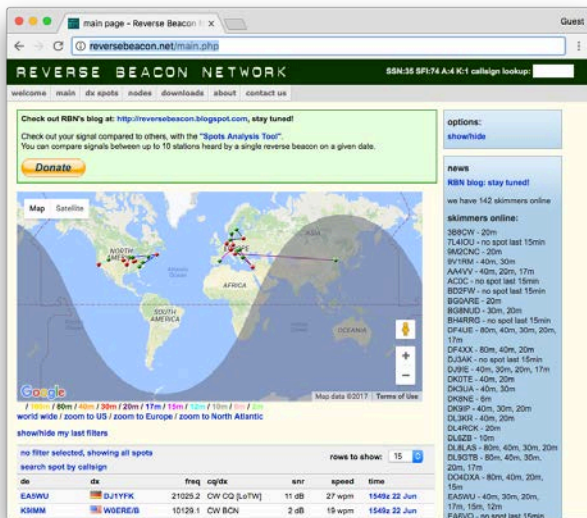 main page - Reverse Beacon
Guest
reversebeacon.net/main.php
REVERSE BEACON NETWORK
SSN:35 SFI:74 A:4 K:1 callsign lookup:
welcome main dx spots nodes downloads about contact us
Check out RBN's blog at: http://reversebeacon.blogspot.com, stay tuned!
Check out your signal compared to others, with the "Spots Analysis Tool".
You can compare signals between up to 10 stations heard by a single reverse beacon on a given date.
Donate
Map Satellite
NORTH AMERICA
Atlantic Ocean
EUROPE
ASIA
AFRICA
SOUTH AMERICA
OCEANIA
Google
Map data ©2017 Terms of Use
/ 160m / 80m / 40m / 30m / 20m / 17m / 15m / 12m / 10m / 6m / 2m
world wide / zoom to US / zoom to Europe / zoom to North Atlantic
show/hide my last filters
no filter selected, showing all spots
rows to show: 15
search spot by callsign
de dx freq cq/dx snr speed time
EA5WU DJ1YFK 21025.2 CW CQ [LoTW] 11 dB 27 wpm 1549z 22 Jun
K9IMM W0ERE/B 10129.1 CW BCN 2 dB 19 wpm 1549z 22 Jun
options:
show/hide
news
RBN blog: stay tuned!
we have 142 skimmers online
skimmers online:
3B8CW - 20m
7L4IOU - no spot last 15min
9M2CNC - 20m
9V1RM - 40m, 30m
AA4VV - 40m, 20m, 17m
AC0C - no spot last 15min
BD2FW - no spot last 15min
BG0ARE - 20m
BG8NUD - 30m, 20m
BH4RRG - no spot last 15min
DF4UE - 80m, 40m, 30m, 20m,
17m
DF4XX - 80m, 40m, 20m
DJ3AK - no spot last 15min
DJ9IE - 40m, 30m, 20m, 17m
DK0TE - 40m, 20m
DK3UA - 40m, 30m
DK8NE - 6m
DK9IP - 40m, 30m, 20m
DL3KR - 40m, 20m
DL4RCK - 20m
DL6ZB - 10m
DL8LAS - 80m, 40m, 30m, 20m
DL9GTB - 80m, 40m, 30m,
20m, 17m
DO4DXA - 80m, 40m, 20m,
15m
EA5WU - 40m, 30m, 20m,
17m, 15m, 12m
EA6VQ - no spot last 15min